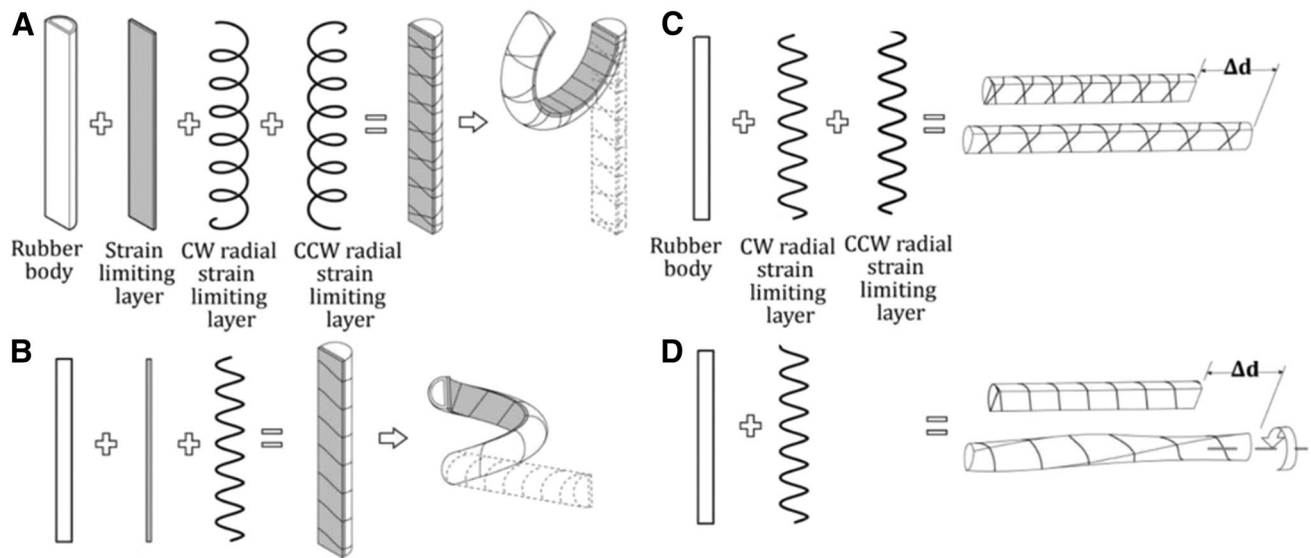 A
Rubber
body
Strain
limiting
layer
CW radial
strain
limiting
layer
CCW radial
strain
limiting
layer
B
C
Δd
Rubber
body
CW radial
strain
limiting
layer
CCW radial
strain
limiting
layer
D
Δd